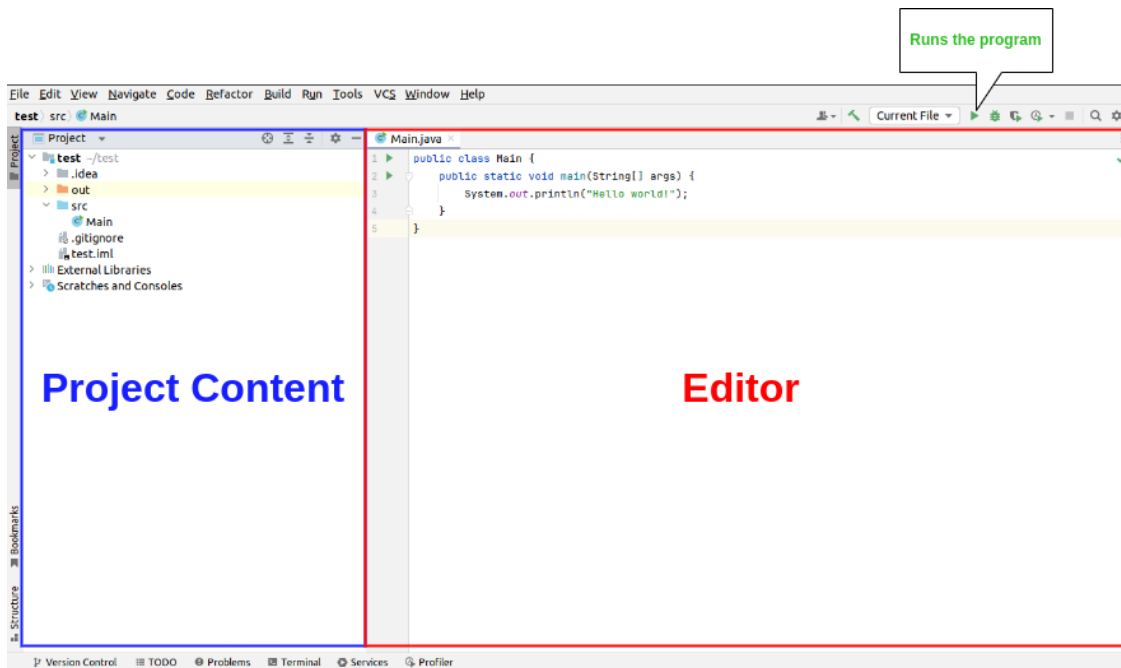 Runs the program
File Edit View Navigate Code Refactor Build Run Tools VCS Window Help
test src Main
Current File
Project
Project
Main.java
test ~/test
.idea
out
src
Main
.gitignore
test.iml
External Libraries
Scratches and Consoles
1 public class Main {
2 public static void main(String[] args) {
3 System.out.println("Hello world!");
4 }
5 }
Project Content
Editor
Bookmarks
Structure
Version Control TODO Problems Terminal Services Profiler